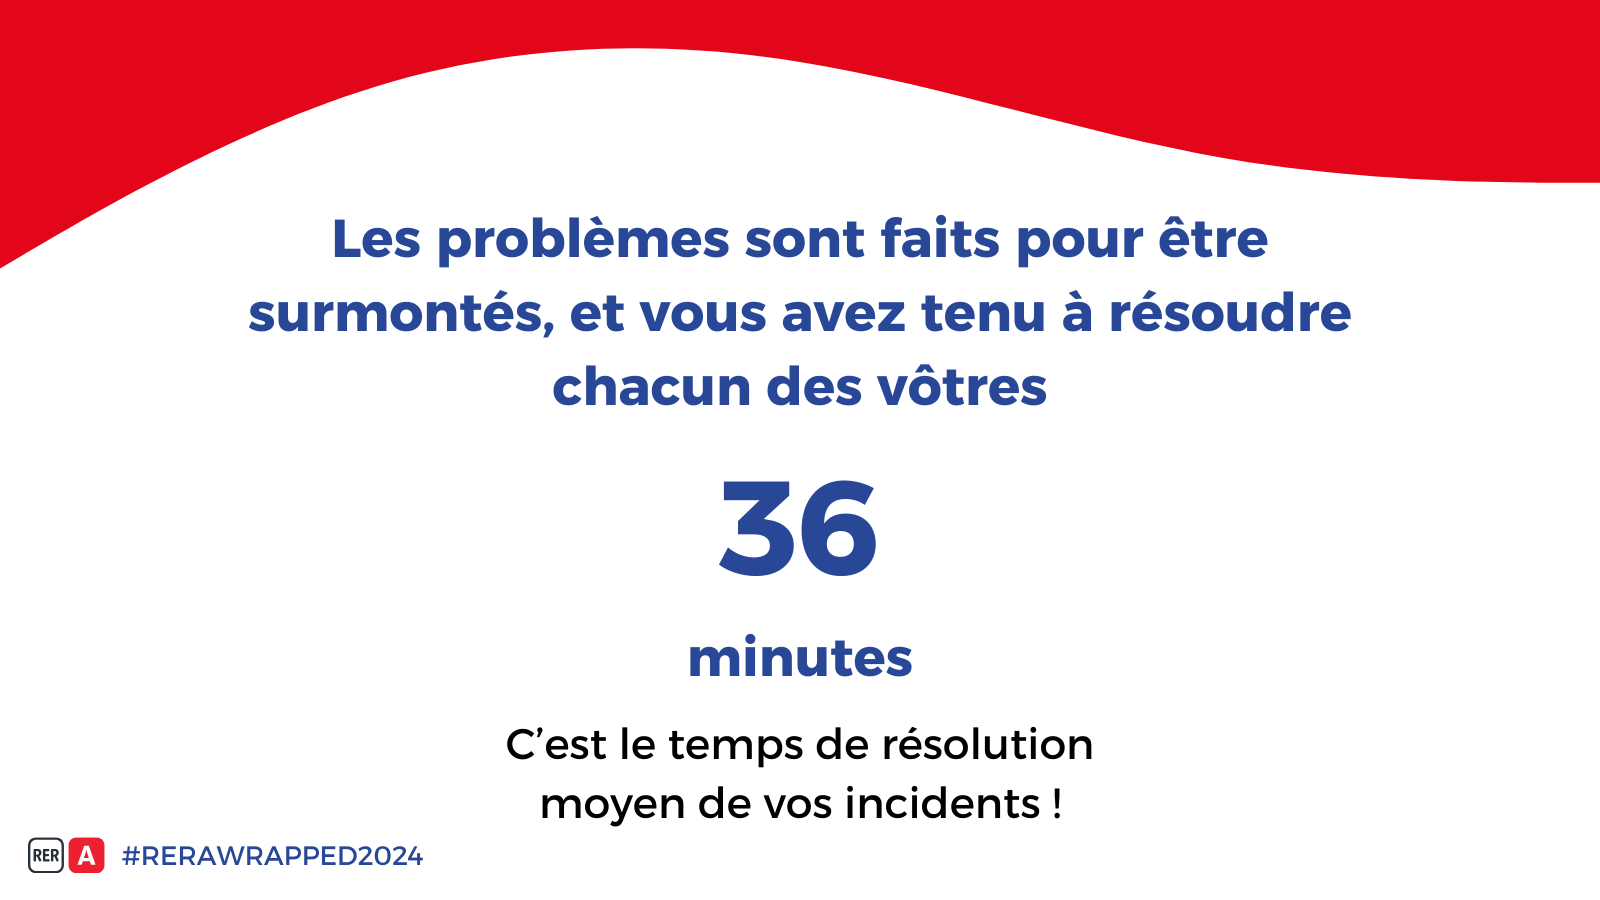 Les problèmes sont faits pour être
surmontés, et vous avez tenu à résoudre
chacun des vôtres
36
minutes
C’est le temps de résolution
moyen de vos incidents !
RER A #RERAWRAPPED2024